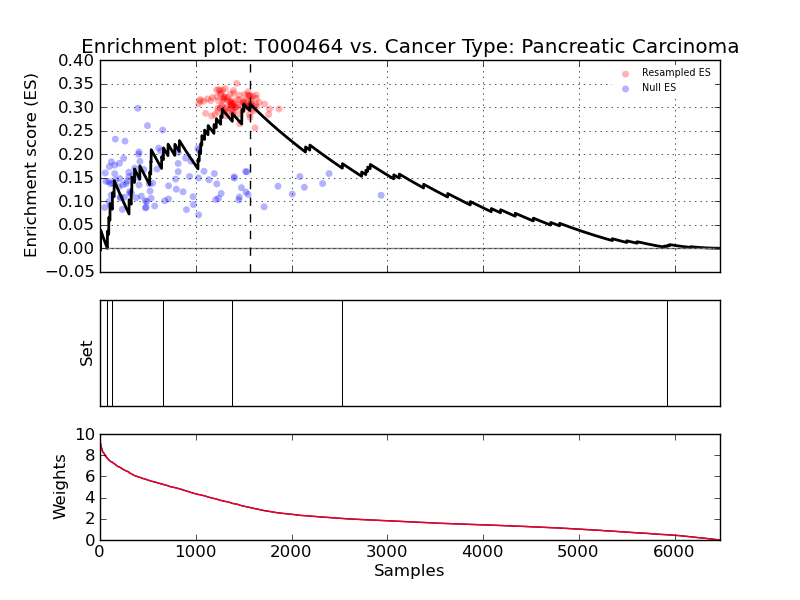 Enrichment plot: T000464 vs. Cancer Type: Pancreatic Carcinoma
Enrichment score (ES)
0.40
0.35
0.30
0.25
0.20
0.15
0.10
0.05
0.00
−0.05
Resampled ES
Null ES
Set
Weights
10
8
6
4
2
0
0 1000 2000 3000 4000 5000 6000
Samples